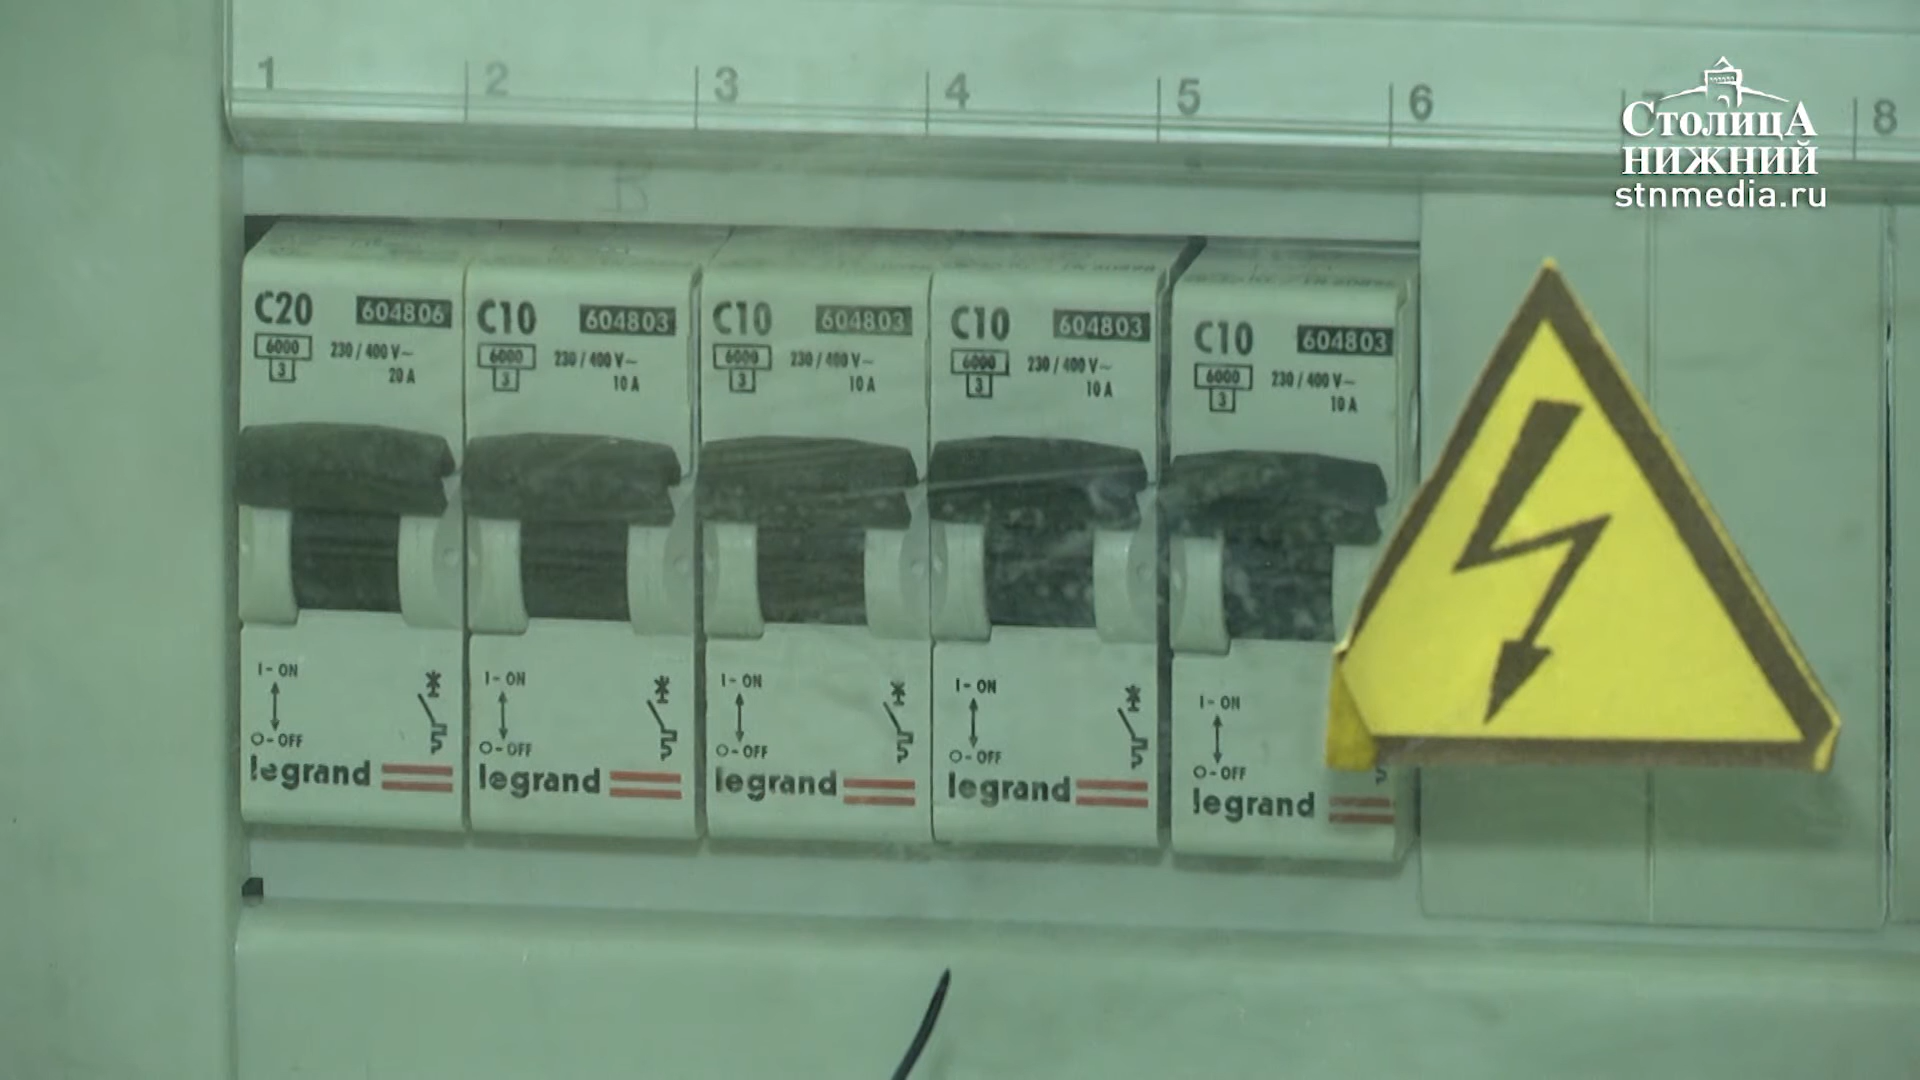 1 2 3 4 5 6 8
СТОЛИЦА
НИЖНИЙ
stnmedia.ru
B
C20 604806
6000 230 / 400 V~
3 20 A
I - ON
O - OFF
legrand
C10 604803
6000 230 / 400 V~
3 10 A
I - ON
O - OFF
legrand
C10 604803
6000 230 / 400 V~
3 10 A
I - ON
O - OFF
legrand
C10 604803
6000 230 / 400 V~
3 10 A
I - ON
O - OFF
legrand
C10 604803
6000 230 / 400 V~
3 10 A
I - ON
O - OFF
legrand